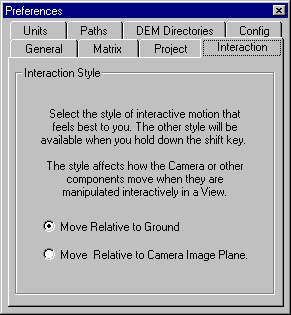 Preferences
Units Paths DEM Directories Config
General Matrix Project Interaction
Interaction Style
Select the style of interactive motion that
feels best to you. The other style will be
available when you hold down the shift key.
The style affects how the Camera or other
components move when they are
manipulated interactively in a View.
Move Relative to Ground
Move Relative to Camera Image Plane.